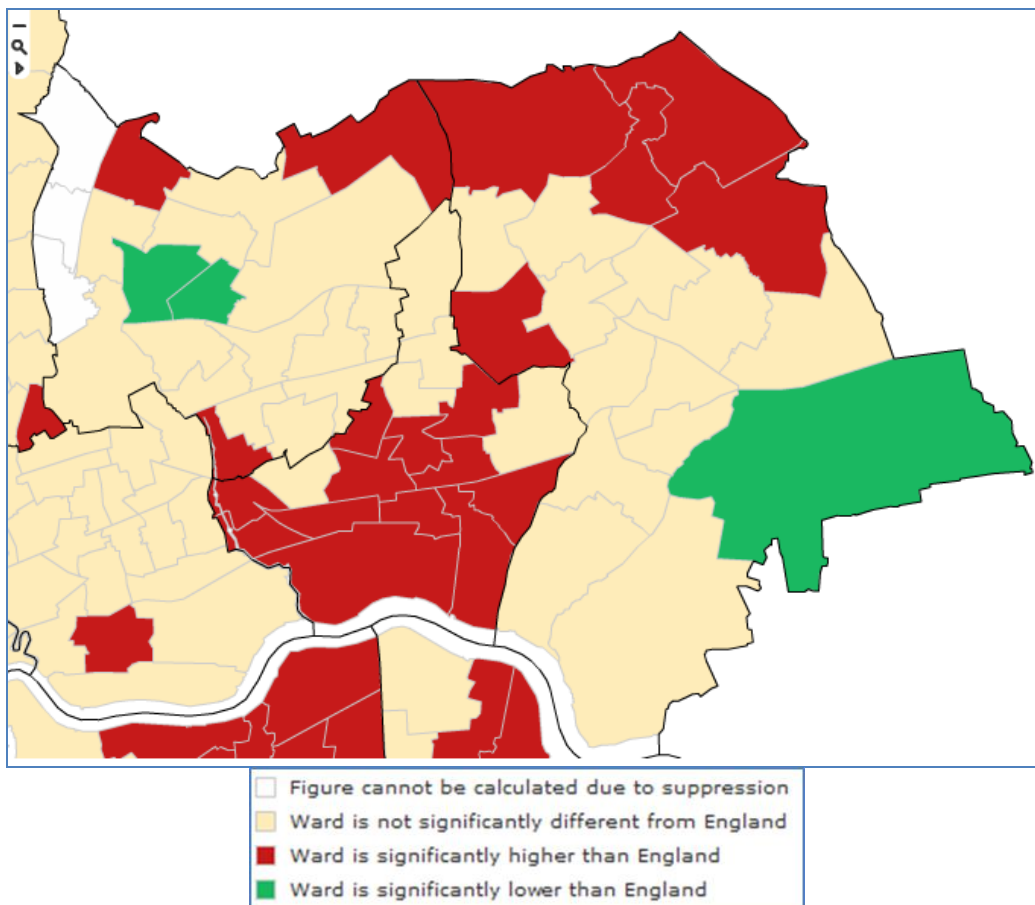 Figure cannot be calculated due to suppression
Ward is not significantly different from England
Ward is significantly higher than England
Ward is significantly lower than England